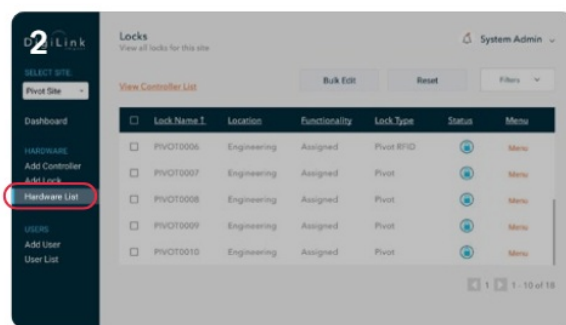 DigiLink
2
SELECT SITE:
Pivot Site
Dashboard
HARDWARE
Add Controller
Add Lock
Hardware List
USERS
Add User
User List
Locks
View all locks for this site
System Admin
View Controller List
Bulk Edit Reset Filters
Lock Name Location Functionality Lock Type Status Menu
PIVOT0006 Engineering Assigned Pivot RFID Menu
PIVOT0007 Engineering Assigned Pivot Menu
PIVOT0008 Engineering Assigned Pivot Menu
PIVOT0009 Engineering Assigned Pivot Menu
PIVOT0010 Engineering Assigned Pivot Menu
1 1 - 10 of 18